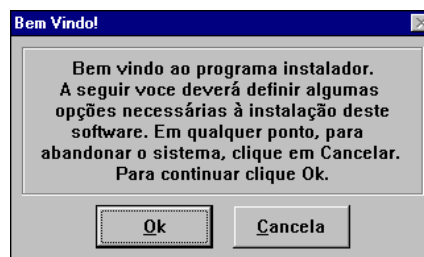 Bem Vindo!
Bem vindo ao programa instalador.
A seguir voce deverá definir algumas
opções necessárias à instalação deste
software. Em qualquer ponto, para
abandonar o sistema, clique em Cancelar.
Para continuar clique Ok.
Ok
Cancela